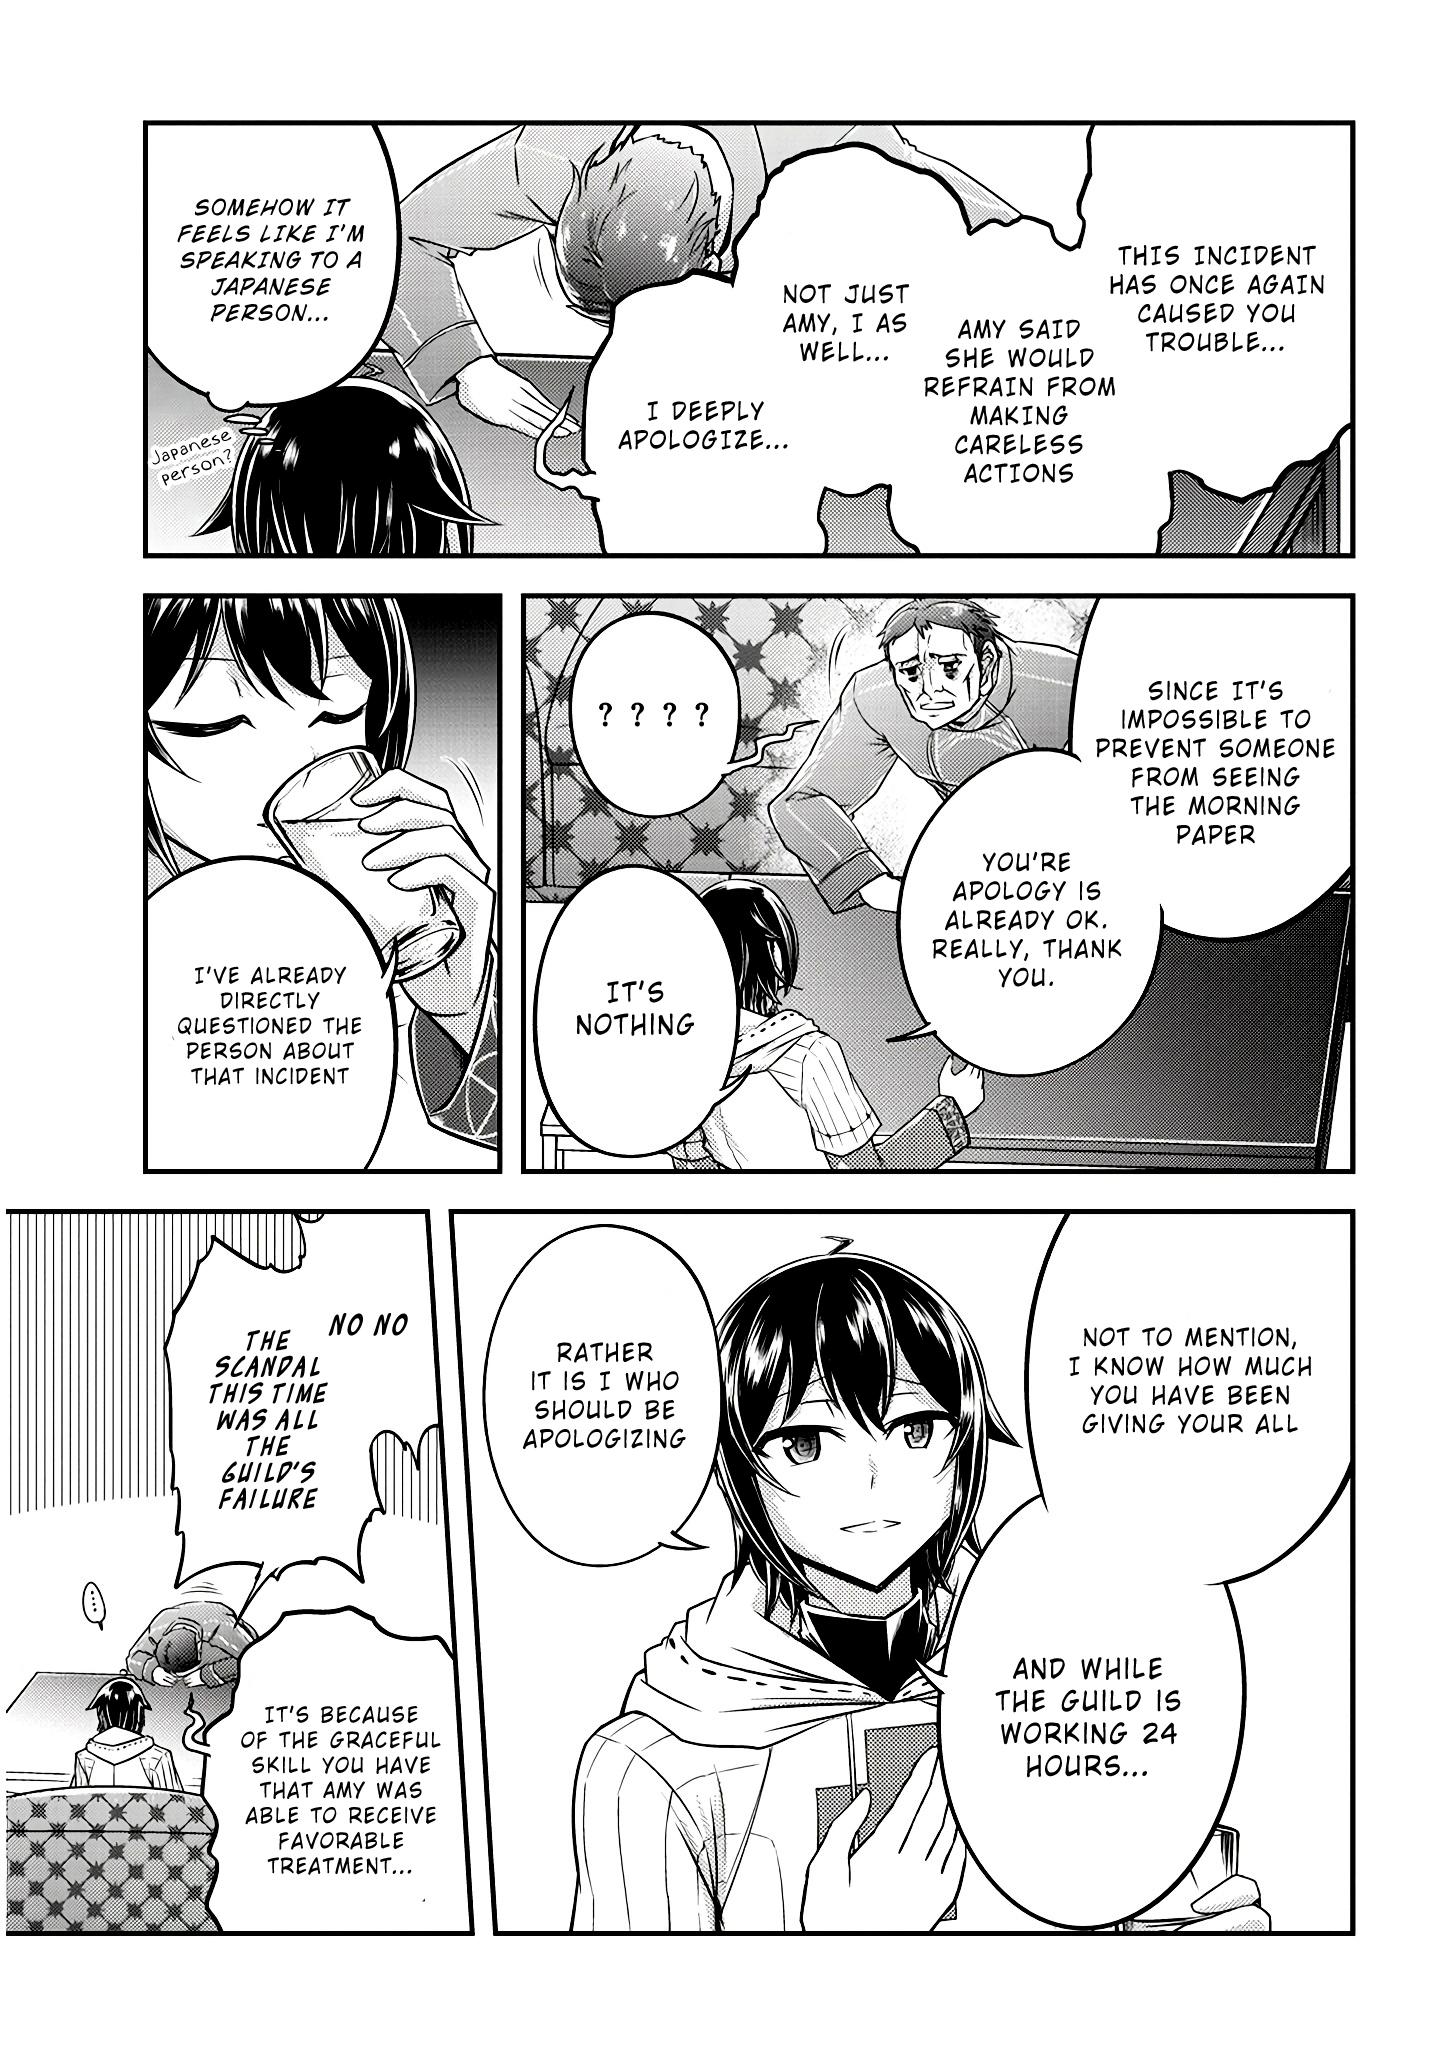 THIS INCIDENT
HAS ONCE AGAIN
CAUSED YOU
TROUBLE...
AMY SAID
SHE WOULD
REFRAIN FROM
MAKING
CARELESS
ACTIONS
NOT JUST
AMY, I AS
WELL...
I DEEPLY
APOLOGIZE...
SOMEHOW IT
FEELS LIKE I'M
SPEAKING TO A
JAPANESE
PERSON...
Japanese
person?
SINCE IT'S
IMPOSSIBLE TO
PREVENT SOMEONE
FROM SEEING
THE MORNING
PAPER
YOU'RE
APOLOGY IS
ALREADY OK.
REALLY, THANK
YOU.
? ? ? ?
IT'S
NOTHING
I'VE ALREADY
DIRECTLY
QUESTIONED THE
PERSON ABOUT
THAT INCIDENT
NOT TO MENTION,
I KNOW HOW MUCH
YOU HAVE BEEN
GIVING YOUR ALL
AND WHILE
THE GUILD IS
WORKING 24
HOURS...
RATHER
IT IS I WHO
SHOULD BE
APOLOGIZING
NO NO
THE
SCANDAL
THIS TIME
WAS ALL
THE
GUILD'S
FAILURE
...
IT'S BECAUSE
OF THE GRACEFUL
SKILL YOU HAVE
THAT AMY WAS
ABLE TO RECEIVE
FAVORABLE
TREATMENT...